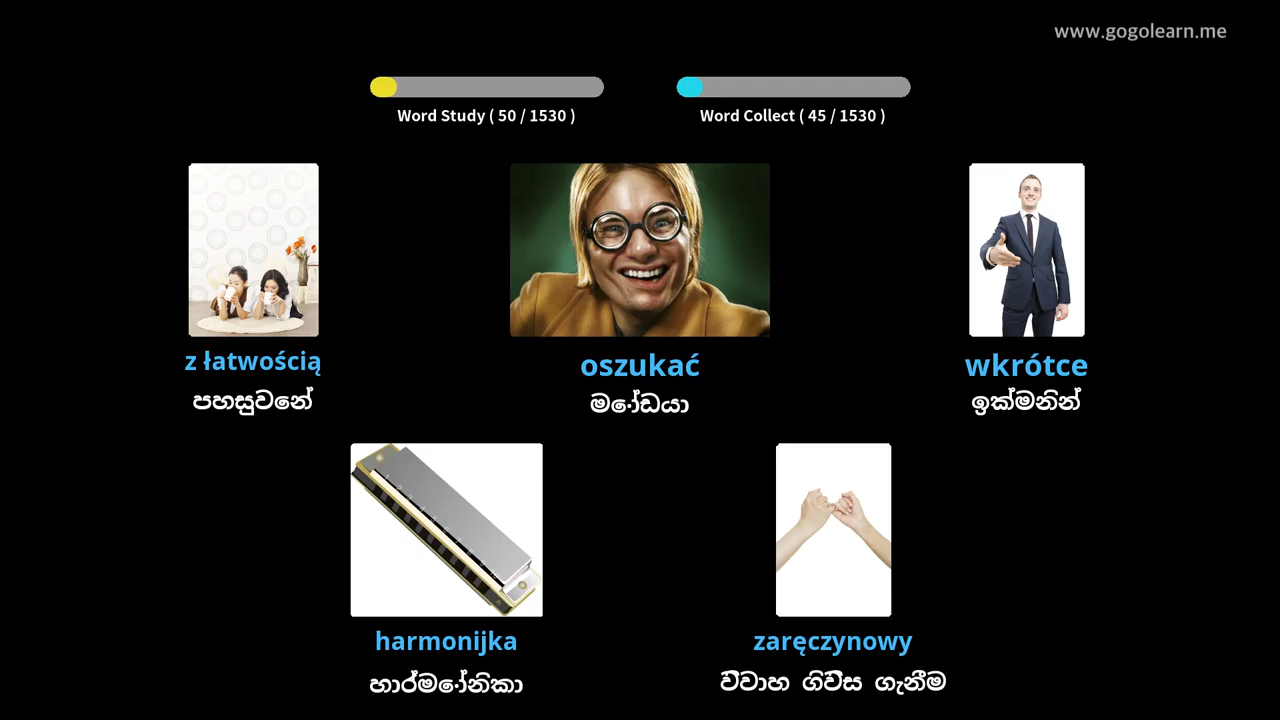 www.gogolearn.me
Word Study ( 50 / 1530 )
Word Collect ( 45 / 1530 )
z łatwością
oszukać
wkrótce
පහසුවනේ
මෝඩයා
ඉක්මනින්
harmonijka
zaręczynowy
හාර්මෝනිකා
විවාහ ගිවිස ගැනීම